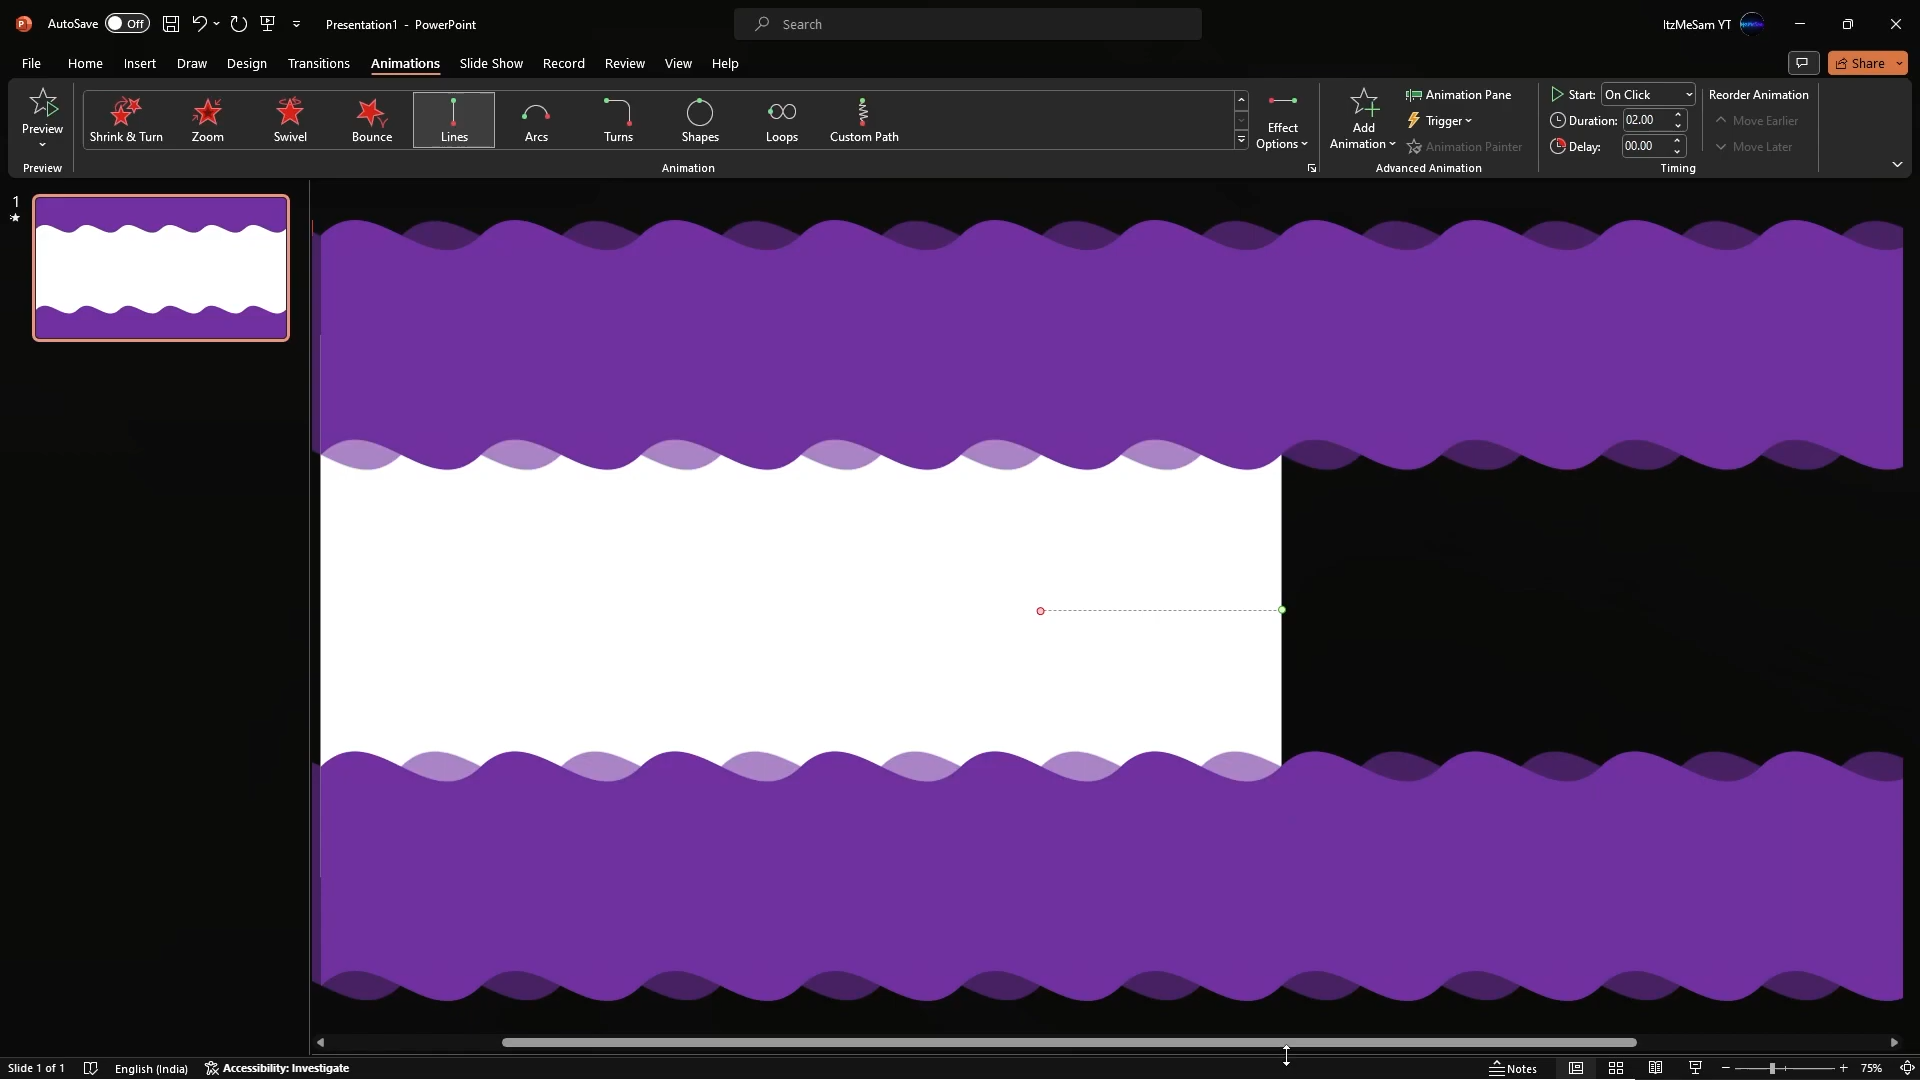 AutoSave Off Presentation1 - PowerPoint Search ItzMeSam YT
File Home Insert Draw Design Transitions Animations Slide Show Record Review View Help Share
Preview
Shrink & Turn Zoom Swivel Bounce Lines Arcs Turns Shapes Loops Custom Path
Effect Options
Add Animation
Animation Pane
Trigger
Animation Painter
Start: On Click
Duration: 02.00
Delay: 00.00
Reorder Animation
Move Earlier
Move Later
Preview Animation Advanced Animation Timing
1
Slide 1 of 1 English (India) Accessibility: Investigate Notes 75%